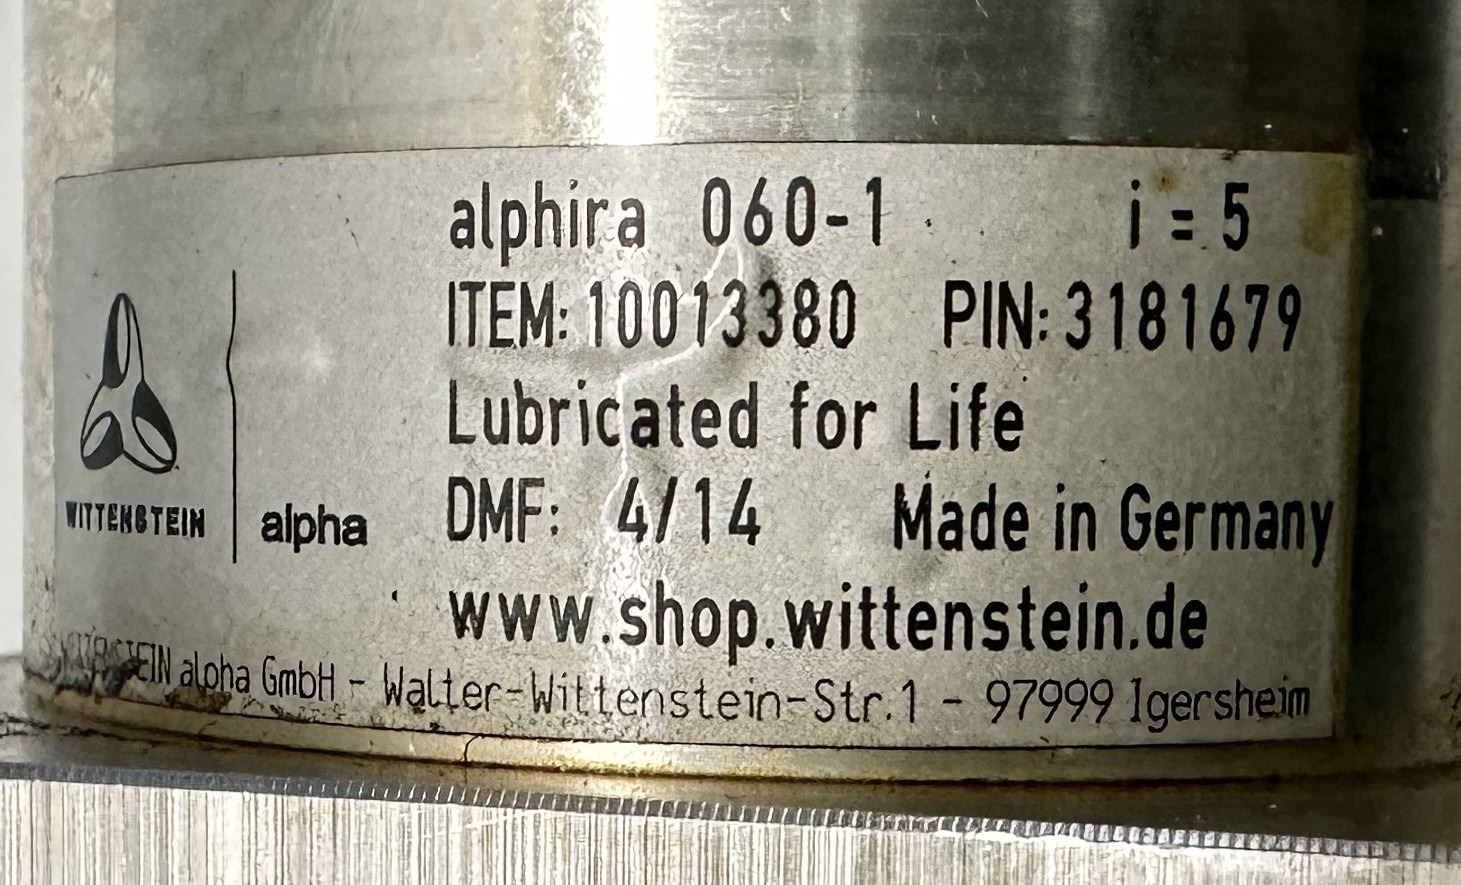 alphira 060-1 i = 5
ITEM: 10013380 PIN: 3181679
Lubricated for Life
DMF: 4/14 Made in Germany
www.shop.wittenstein.de
WITTENSTEIN alpha
WITTENSTEIN alpha GmbH - Walter-Wittenstein-Str.1 - 97999 Igersheim